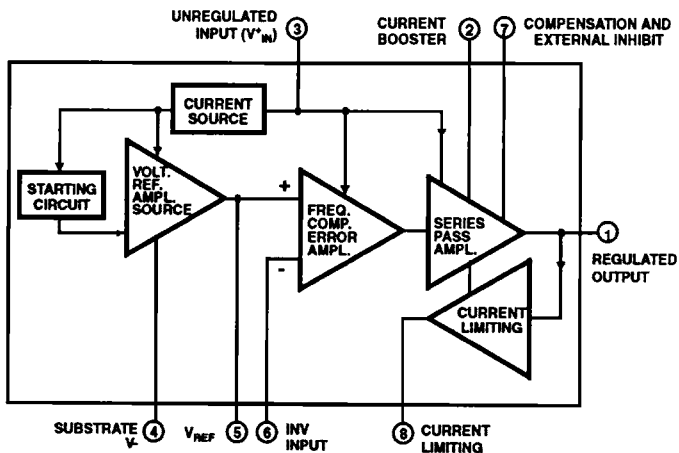 UNREGULATED
INPUT (V+IN)
3
CURRENT
BOOSTER
2
7
COMPENSATION AND
EXTERNAL INHIBIT
CURRENT
SOURCE
STARTING
CIRCUIT
VOLT.
REF.
AMPL.
SOURCE
+
-
FREQ.
COMP.
ERROR
AMPL.
SERIES
PASS
AMPL.
1
REGULATED
OUTPUT
CURRENT
LIMITING
SUBSTRATE
V-
4
VREF
5
6
INV
INPUT
8
CURRENT
LIMITING